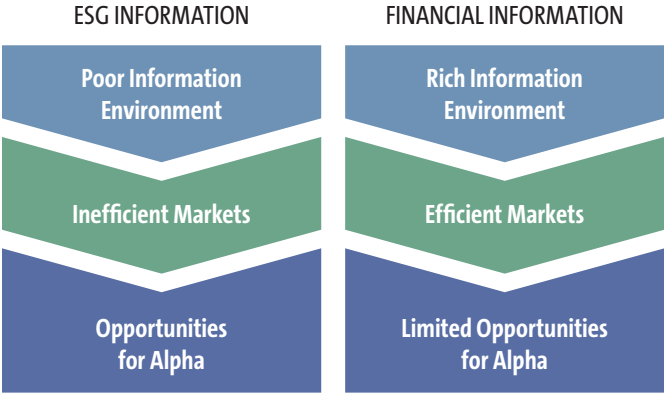 ESG INFORMATION
Poor Information
Environment
Inefficient Markets
Opportunities
for Alpha
FINANCIAL INFORMATION
Rich Information
Environment
Efficient Markets
Limited Opportunities
for Alpha